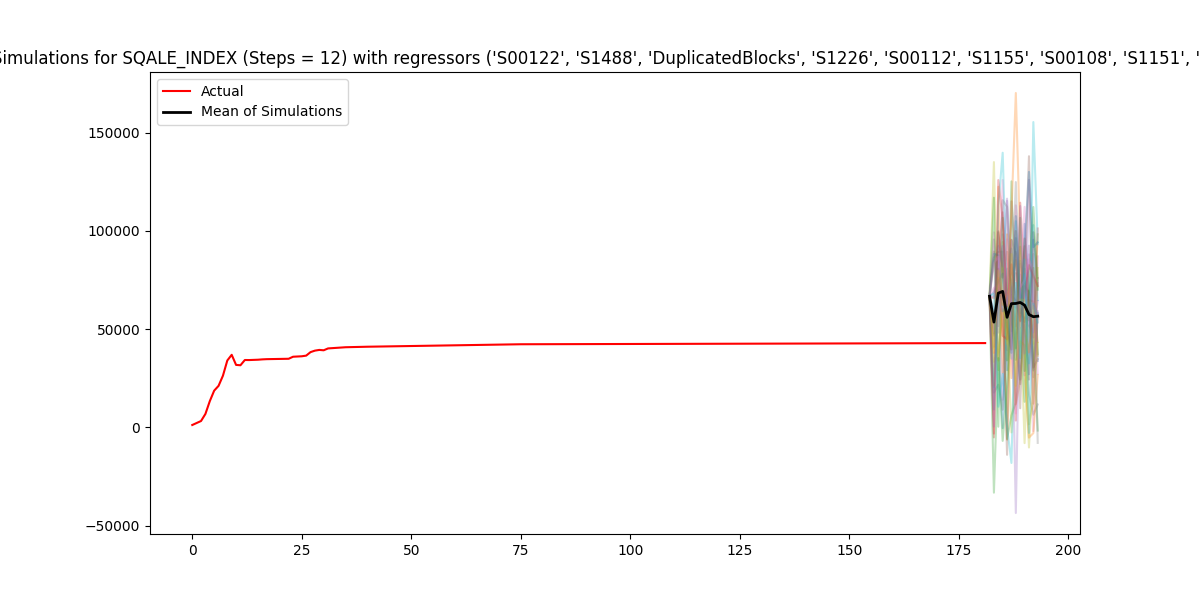 Simulations for SQALE_INDEX (Steps = 12) with regressors ('S00122', 'S1488', 'DuplicatedBlocks', 'S1226', 'S00112', 'S1155', 'S00108', 'S1151', '
Actual
Mean of Simulations
150000
100000
50000
0
−50000
0 25 50 75 100 125 150 175 200